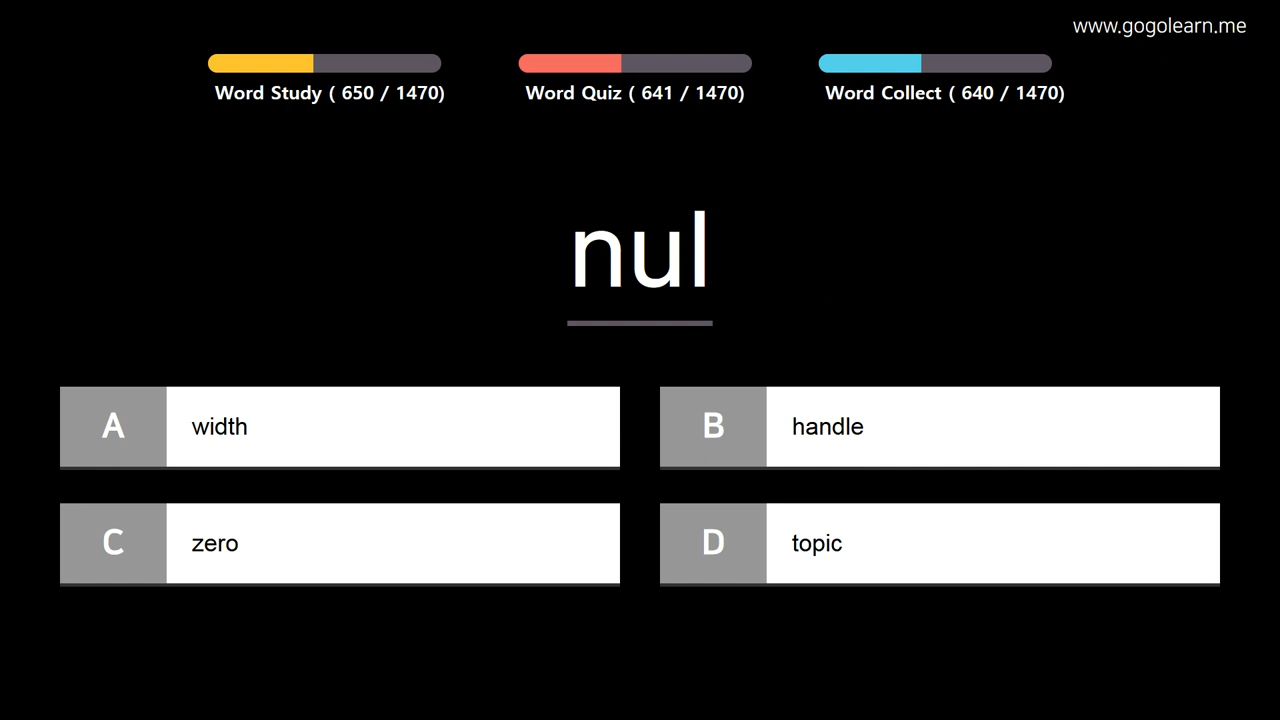 www.gogolearn.me
Word Study ( 650 / 1470)
Word Quiz ( 641 / 1470)
Word Collect ( 640 / 1470)
nul
A width
B handle
C zero
D topic